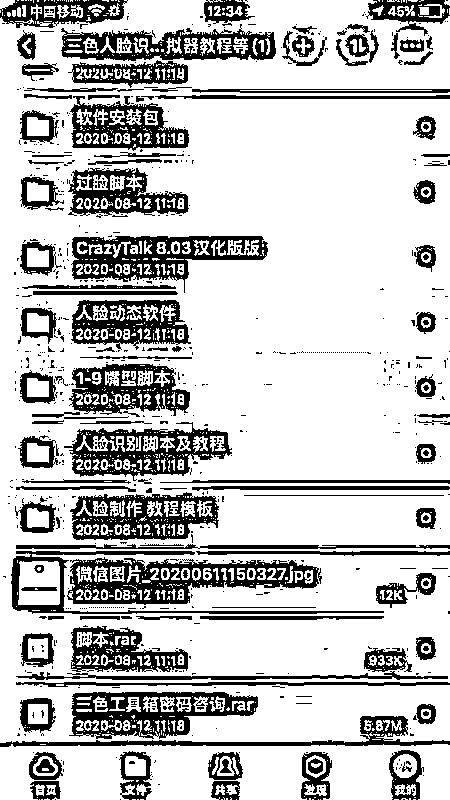 中国移动 12:34 45%
三色人脸识...拟器教程等(1)
2020-08-12 11:18
软件安装包
2020-08-12 11:18
过脸脚本
2020-08-12 11:18
CrazyTalk 8.03汉化版版
2020-08-12 11:18
人脸动态软件
2020-08-12 11:18
1-9嘴型脚本
2020-08-12 11:18
人脸识别脚本及教程
2020-08-12 11:18
人脸制作 教程模板
2020-08-12 11:18
微信图片_20200611150327.jpg
2020-08-12 11:18 12K
脚本.rar
2020-08-12 11:18 933K
三色工具箱密码咨询.rar
2020-08-12 11:18 5.87M
首页 文件 共享 发现 我的